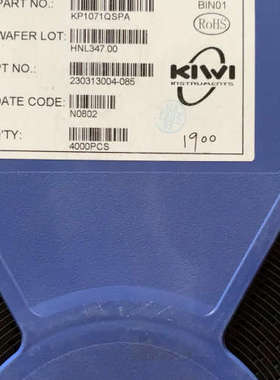 PART NO.:
BIN01
KP1071QSPA
RoHS
WAFER LOT:
HNL347.00
PT NO.:
230313004-085
KIWI
INSTRUMENTS
DATE CODE:
N0802
Q'TY:
4000PCS
1900